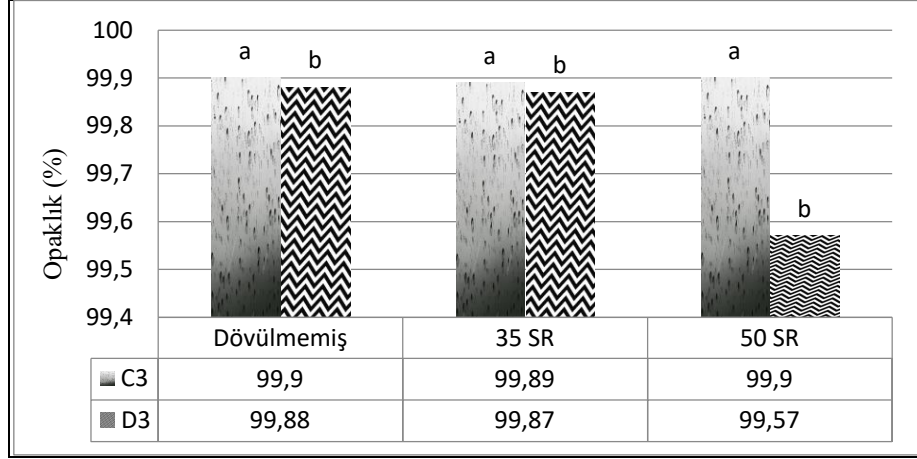 100
99,9
99,8
99,7
99,6
99,5
99,4
Opaklık (%)
a b a b a b
Dövülmemiş 35 SR 50 SR
C3 99,9 99,89 99,9
D3 99,88 99,87 99,57